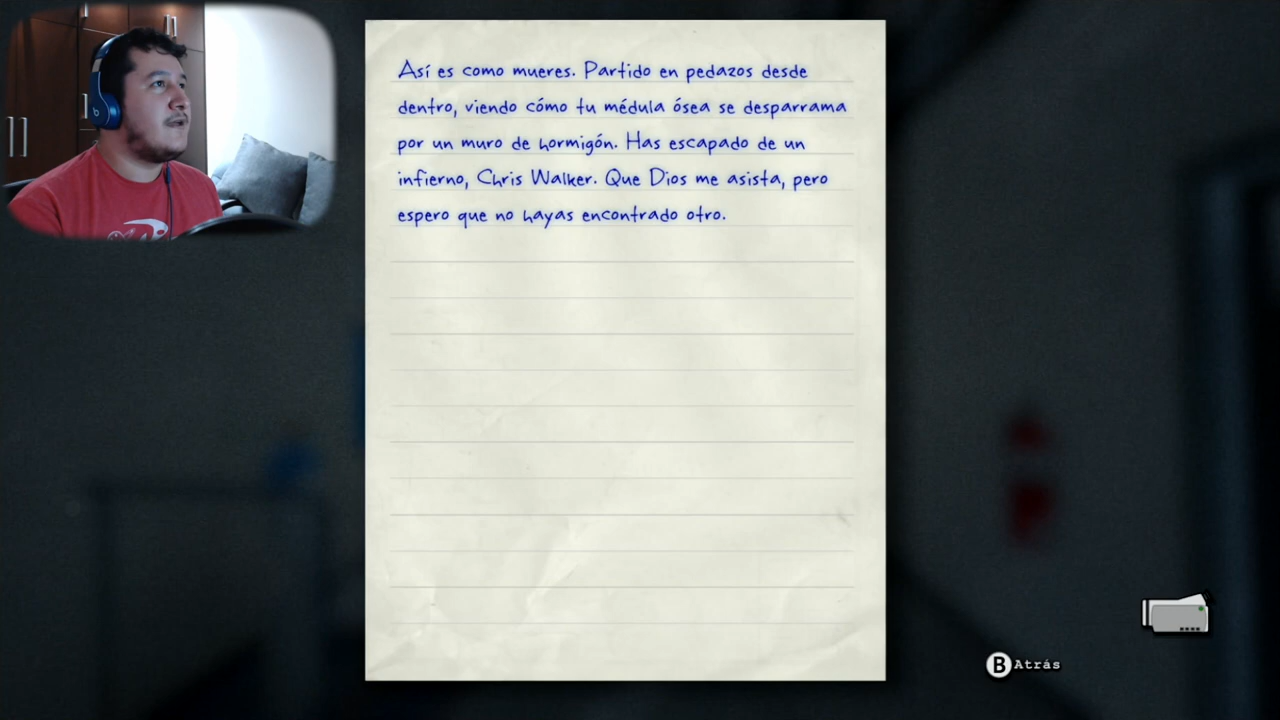 Así es como mueres. Partido en pedazos desde
dentro, viendo cómo tu médula ósea se desparrama
por un muro de hormigón. Has escapado de un
infierno, Chris Walker. Que Dios me asista, pero
espero que no hayas encontrado otro.
B Atrás